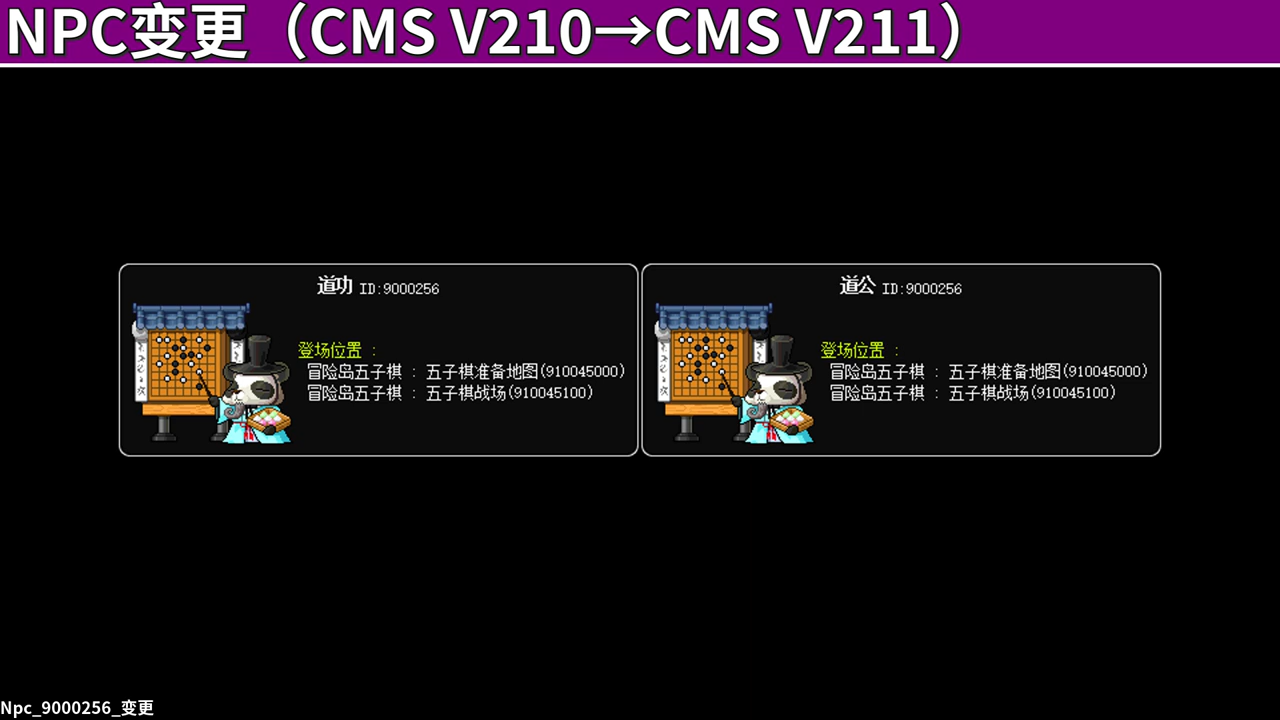 NPC变更（CMS V210→CMS V211）
道功 ID:9000256
登场位置 :
冒险岛五子棋 : 五子棋准备地图(910045000)
冒险岛五子棋 : 五子棋战场(910045100)
道公 ID:9000256
登场位置 :
冒险岛五子棋 : 五子棋准备地图(910045000)
冒险岛五子棋 : 五子棋战场(910045100)
Npc_9000256_变更